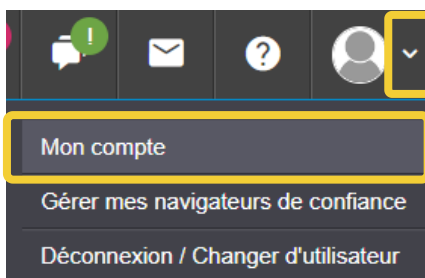 !
?
Mon compte
Gérer mes navigateurs de confiance
Déconnexion / Changer d'utilisateur